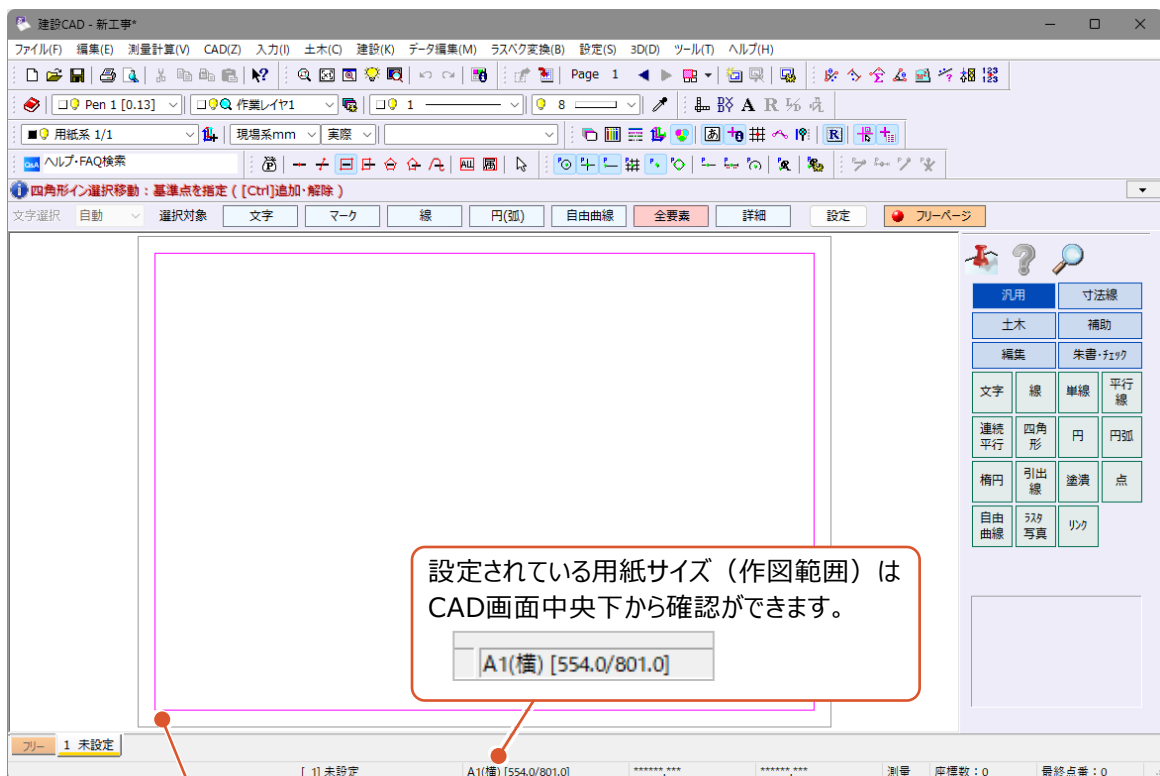 建設CAD - 新工事*
ファイル(F) 編集(E) 測量計算(V) CAD(Z) 入力(I) 土木(C) 建設(K) データ編集(M) ラスベク変換(B) 設定(S) 3D(D) ツール(T) ヘルプ(H)
Page 1
Pen 1 [0.13] 作業レイヤ1 1 8 A R
用紙系 1/1 現場系mm 実際
ヘルプ・FAQ検索
四角形イン選択移動：基準点を指定 ( [Ctrl]追加・解除 )
文字選択 自動 選択対象 文字 マーク 線 円(弧) 自由曲線 全要素 詳細 設定 フリーページ
汎用 寸法線
土木 補助
編集 朱書・ﾁｪｯｸ
文字 線 単線 平行線
連続平行 四角形 円 円弧
楕円 引出線 塗潰 点
自由曲線 ﾗｽﾀ写真 ﾘﾝｸ
設定されている用紙サイズ（作図範囲）は
CAD画面中央下から確認ができます。
A1(横) [554.0/801.0]
フリー 1 未設定
[ 1] 未設定 A1(横) [554.0/801.0] ******.*** ******.*** 測量 座標数：0 最終点番：0